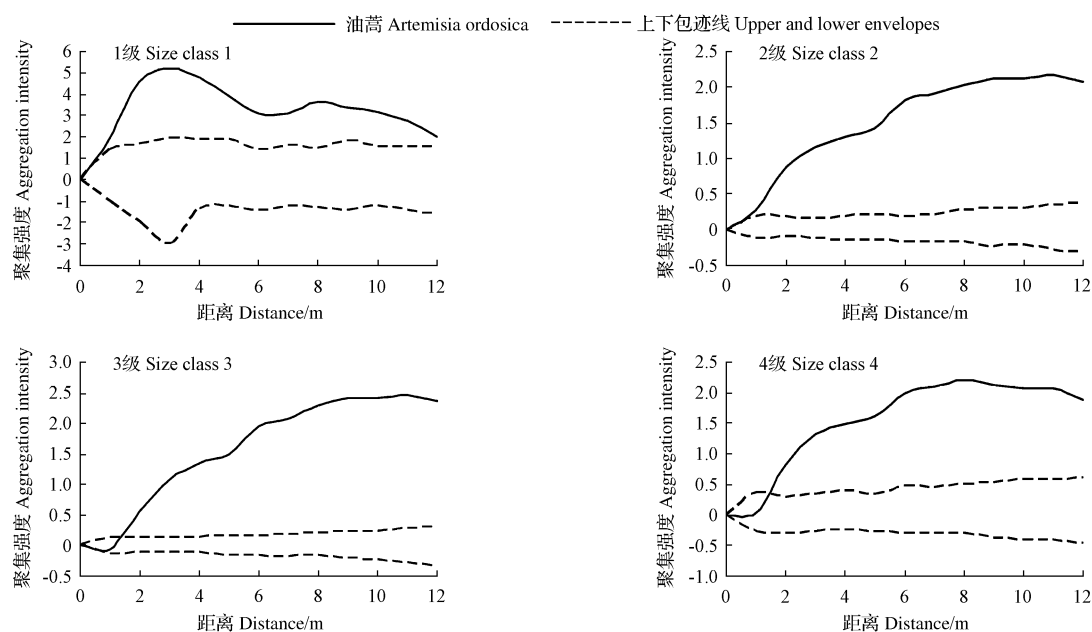 油蒿 Artemisia ordosica
上下包迹线 Upper and lower envelopes
1级 Size class 1
聚集强度 Aggregation intensity
6
5
4
3
2
1
0
-1
-2
-3
-4
0 2 4 6 8 10 12
距离 Distance/m
2级 Size class 2
聚集强度 Aggregation intensity
2.5
2.0
1.5
1.0
0.5
0
-0.5
0 2 4 6 8 10 12
距离 Distance/m
3级 Size class 3
聚集强度 Aggregation intensity
3.0
2.5
2.0
1.5
1.0
0.5
0
-0.5
0 2 4 6 8 10 12
距离 Distance/m
4级 Size class 4
聚集强度 Aggregation intensity
2.5
2.0
1.5
1.0
0.5
0
-0.5
-1.0
0 2 4 6 8 10 12
距离 Distance/m